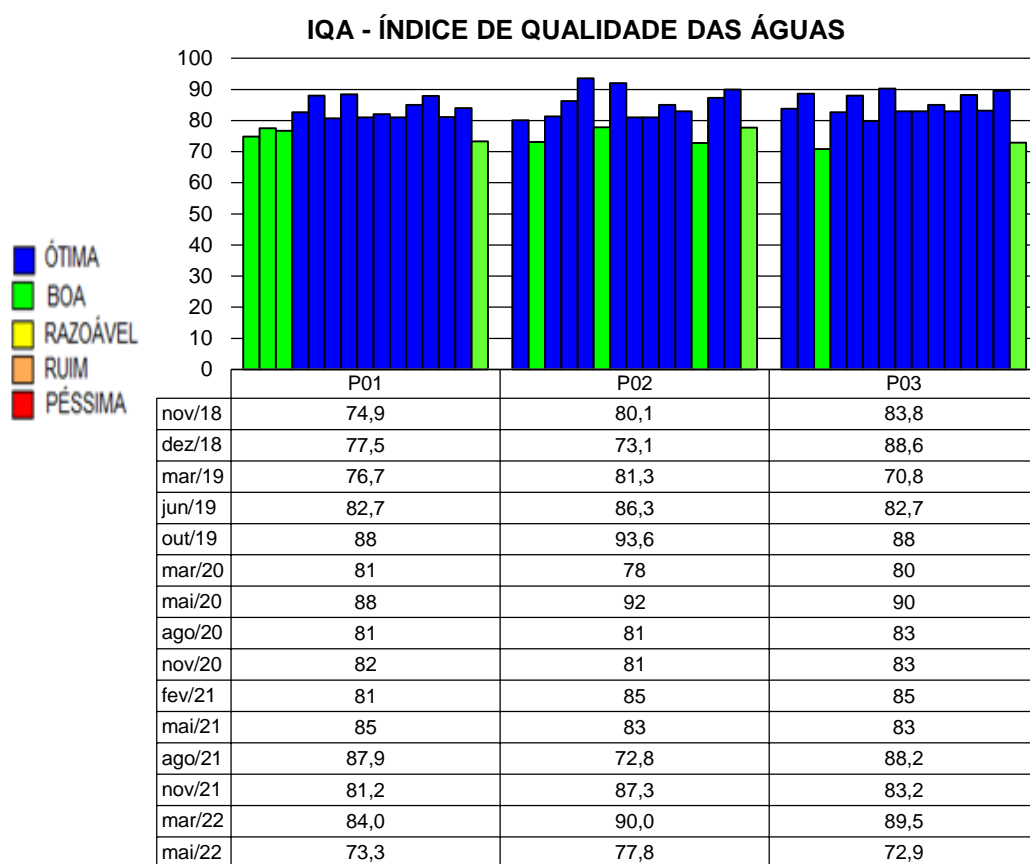 IQA - ÍNDICE DE QUALIDADE DAS ÁGUAS
100
90
80
70
60
50
40
30
20
10
0
ÓTIMA
BOA
RAZOÁVEL
RUIM
PÉSSIMA
P01 P02 P03
nov/18 74,9 80,1 83,8
dez/18 77,5 73,1 88,6
mar/19 76,7 81,3 70,8
jun/19 82,7 86,3 82,7
out/19 88 93,6 88
mar/20 81 78 80
mai/20 88 92 90
ago/20 81 81 83
nov/20 82 81 83
fev/21 81 85 85
mai/21 85 83 83
ago/21 87,9 72,8 88,2
nov/21 81,2 87,3 83,2
mar/22 84,0 90,0 89,5
mai/22 73,3 77,8 72,9